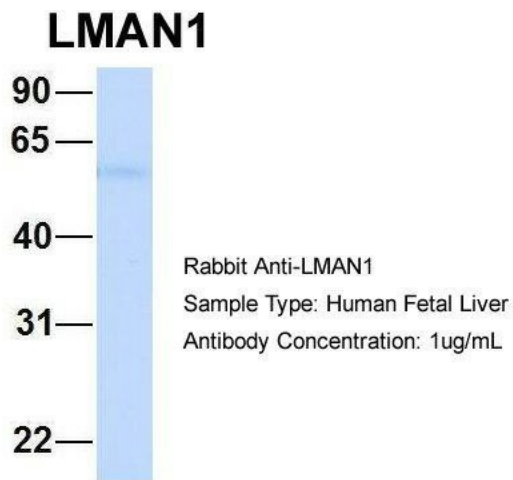 LMAN1
90
65
40
Rabbit Anti-LMAN1
Sample Type: Human Fetal Liver
31
Antibody Concentration: 1ug/mL
22